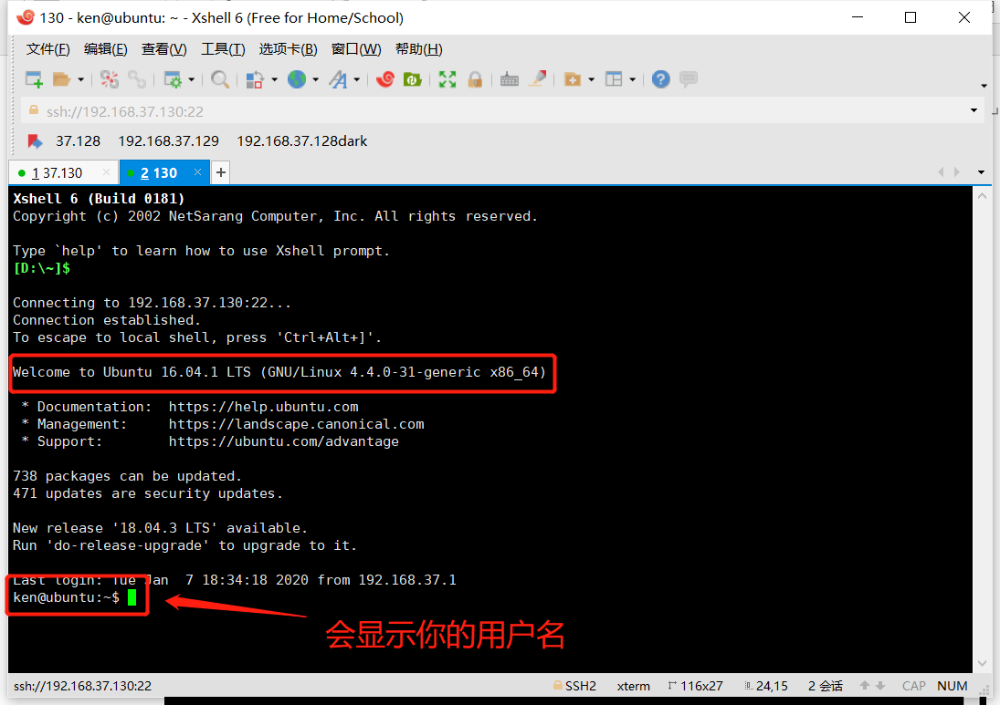 130 - ken@ubuntu: ~ - Xshell 6 (Free for Home/School)
文件(F) 编辑(E) 查看(V) 工具(T) 选项卡(B) 窗口(W) 帮助(H)
ssh://192.168.37.130:22
37.128 192.168.37.129 192.168.37.128dark
1 37.130 × 2 130 × +
Xshell 6 (Build 0181)
Copyright (c) 2002 NetSarang Computer, Inc. All rights reserved.
Type `help' to learn how to use Xshell prompt.
[D:\~]$
Connecting to 192.168.37.130:22...
Connection established.
To escape to local shell, press 'Ctrl+Alt+]'.
Welcome to Ubuntu 16.04.1 LTS (GNU/Linux 4.4.0-31-generic x86_64)
* Documentation:  https://help.ubuntu.com
* Management:     https://landscape.canonical.com
* Support:        https://ubuntu.com/advantage
738 packages can be updated.
471 updates are security updates.
New release '18.04.3 LTS' available.
Run 'do-release-upgrade' to upgrade to it.
Last login: Tue Jan  7 18:34:18 2020 from 192.168.37.1
ken@ubuntu:~$
会显示你的用户名
ssh://192.168.37.130:22 SSH2 xterm 116x27 24,15 2 会话 CAP NUM